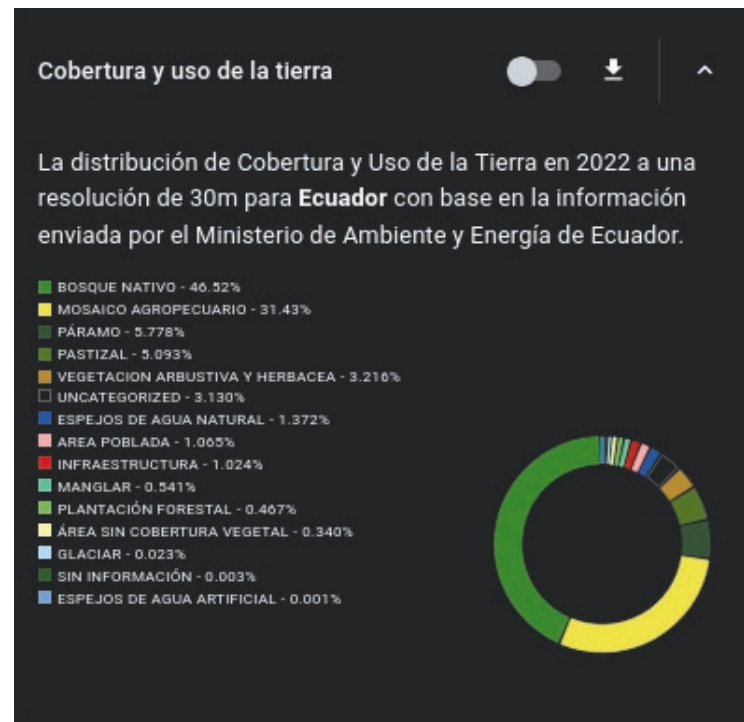 Cobertura y uso de la tierra
La distribución de Cobertura y Uso de la Tierra en 2022 a una
resolución de 30m para Ecuador con base en la información
enviada por el Ministerio de Ambiente y Energía de Ecuador.
BOSQUE NATIVO - 46.52%
MOSAICO AGROPECUARIO - 31.43%
PÁRAMO - 5.778%
PASTIZAL - 5.093%
VEGETACION ARBUSTIVA Y HERBACEA - 3.216%
UNCATEGORIZED - 3.130%
ESPEJOS DE AGUA NATURAL - 1.372%
AREA POBLADA - 1.065%
INFRAESTRUCTURA - 1.024%
MANGLAR - 0.541%
PLANTACIÓN FORESTAL - 0.467%
ÁREA SIN COBERTURA VEGETAL - 0.340%
GLACIAR - 0.023%
SIN INFORMACIÓN - 0.003%
ESPEJOS DE AGUA ARTIFICIAL - 0.001%